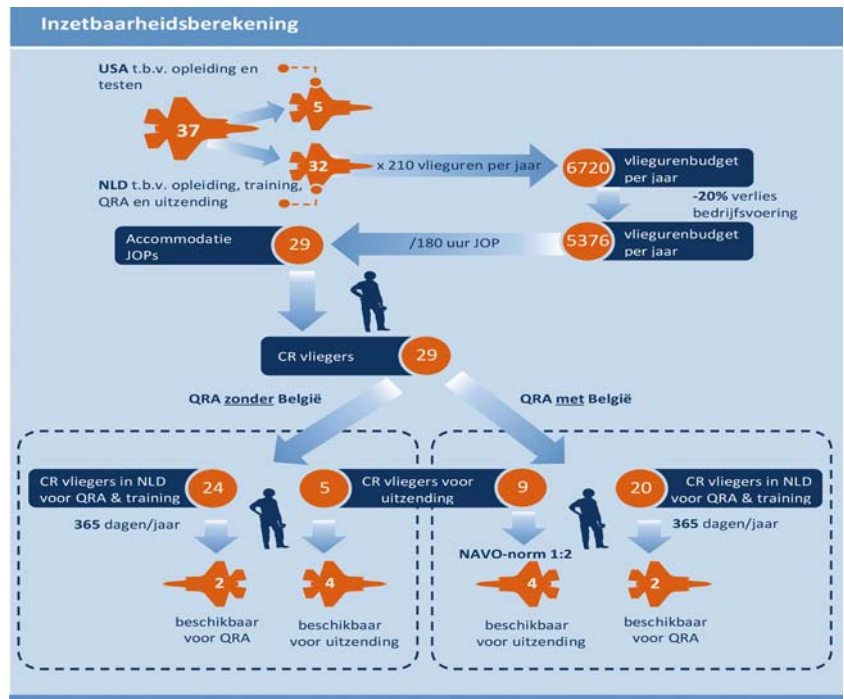 Inzetbaarheidsberekening
USA t.b.v. opleiding en
testen
5
37
32
x 210 vlieguren per jaar
6720
vliegurenbudget
per jaar
NLD t.b.v. opleiding, training,
QRA en uitzending
-20% verlies
bedrijfsvoering
Accommodatie
JOPs
29
/180 uur JOP
5376
vliegurenbudget
per jaar
CR vliegers
29
QRA zonder België
QRA met België
CR vliegers in NLD
voor QRA & training
24
5
CR vliegers voor
uitzending
9
20
CR vliegers in NLD
voor QRA & training
365 dagen/jaar
365 dagen/jaar
NAVO-norm 1:2
2
4
4
2
beschikbaar
voor QRA
beschikbaar
voor uitzending
beschikbaar
voor uitzending
beschikbaar
voor QRA